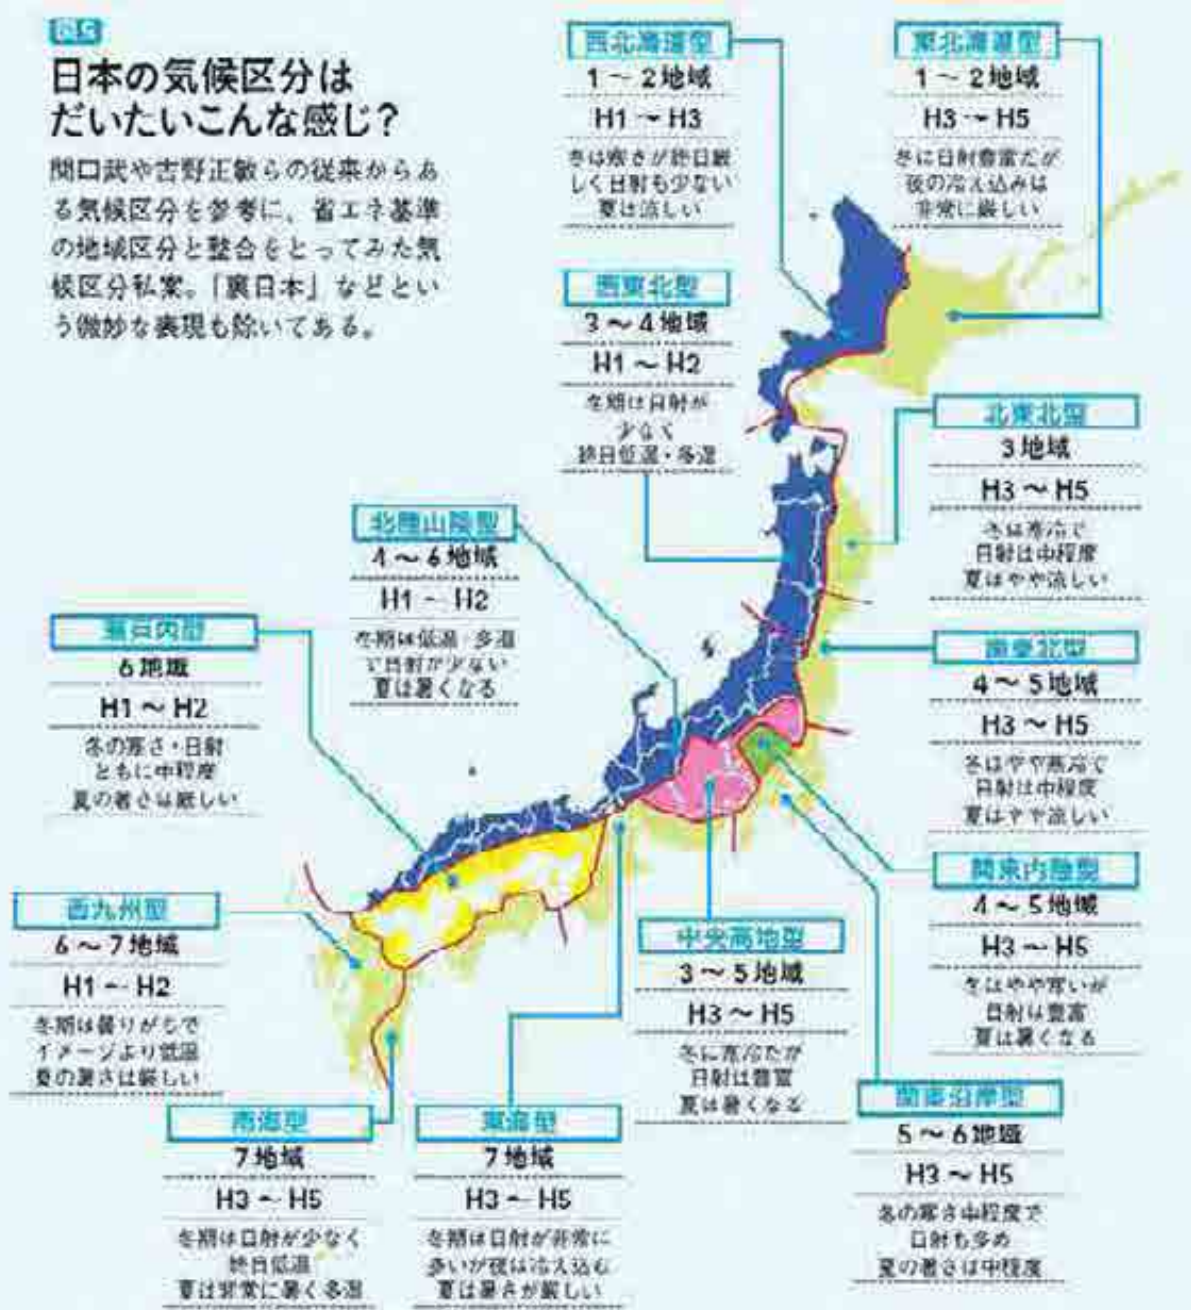 図5
日本の気候区分は
だいたいこんな感じ？
関口武や吉野正敏らの従来からあ
る気候区分を参考に、省エネ基準
の地域区分と整合をとってみた気
候区分私案。「裏日本」などとい
う微妙な表現も除いてある。
西北海道型
1～2地域
H1～H3
冬は寒さが終日厳
しく日射も少ない
夏は涼しい
東北海道型
1～2地域
H3～H5
冬に日射豊富だが
夜の冷え込みは
非常に厳しい
西東北型
3～4地域
H1～H2
冬期は日射が
少なく
終日低温・多湿
北東北型
3地域
H3～H5
冬は寒冷で
日射は中程度
夏はやや涼しい
北陸山陰型
4～6地域
H1～H2
冬期は低温・多湿
で日射が少ない
夏は暑くなる
瀬戸内型
6地域
H1～H2
冬の寒さ・日射
ともに中程度
夏の暑さは厳しい
南東北型
4～5地域
H3～H5
冬はやや寒冷で
日射は中程度
夏はやや涼しい
関東内陸型
4～5地域
H3～H5
冬はやや寒いが
日射は豊富
夏は暑くなる
西九州型
6～7地域
H1～H2
冬期は曇りがちで
イメージより低温
夏の暑さは厳しい
中央高地型
3～5地域
H3～H5
冬に寒冷だが
日射は豊富
夏は暑くなる
関東沿岸型
5～6地域
H3～H5
冬の寒さ中程度で
日射も多め
夏の暑さは中程度
南海型
7地域
H3～H5
冬期は日射が少なく
終日低温
夏は非常に暑く多湿
東海型
7地域
H3～H5
冬期は日射が非常に
多いが夜は冷え込む
夏は暑さが厳しい